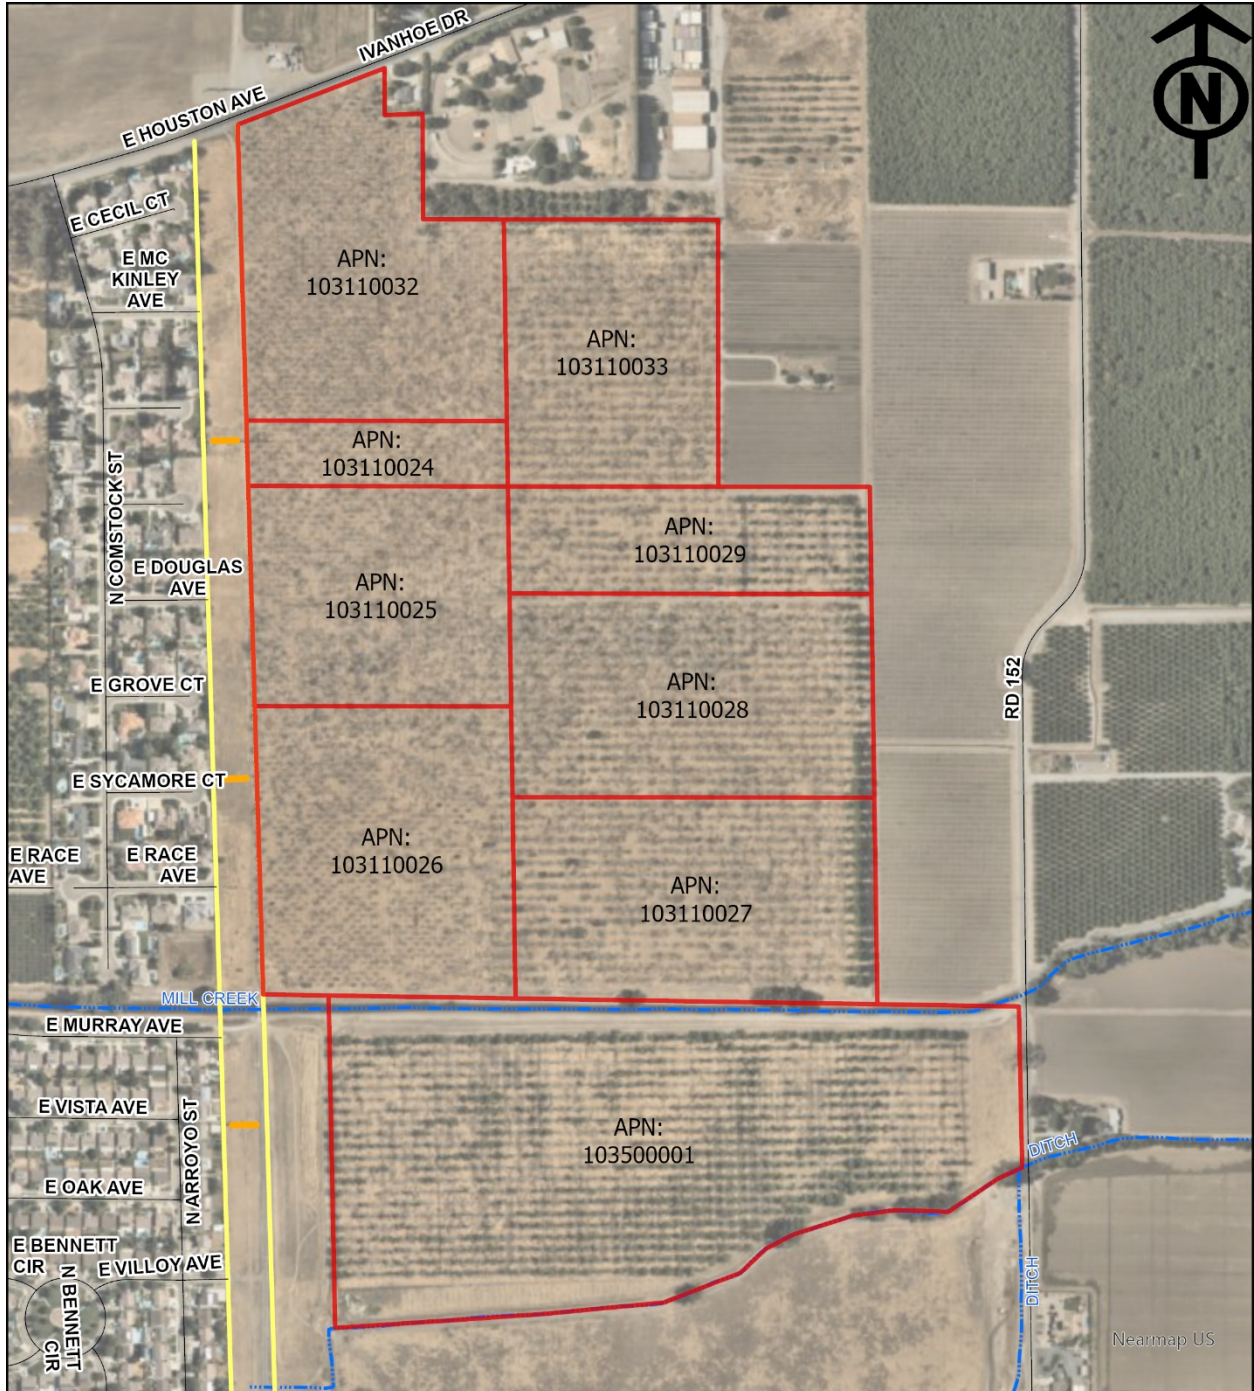 IVANHOE DR
E HOUSTON AVE
N
E CECIL CT
E MC
KINLEY
AVE
APN:
103110032
APN:
103110033
APN:
103110024
N COMSTOCK ST
E DOUGLAS
AVE
APN:
103110029
APN:
103110025
E GROVE CT
APN:
103110028
RD 152
E SYCAMORE CT
E RACE
AVE
E RACE
AVE
APN:
103110026
APN:
103110027
MILL CREEK
E MURRAY AVE
E VISTA AVE
N ARROYO ST
APN:
103500001
DITCH
E OAK AVE
E BENNETT
CIR
E VILLOY AVE
N BENNETT
CIR
DITCH
Nearmap US